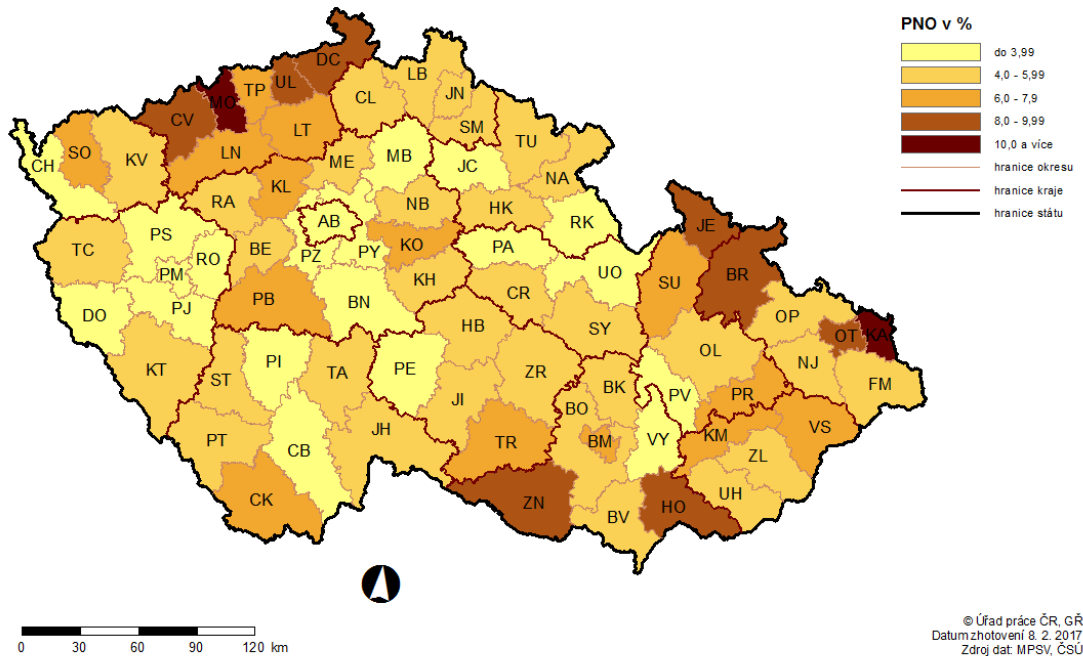 PNO v %
do 3,99
4,0 - 5,99
6,0 - 7,9
8,0 - 9,99
10,0 a více
hranice okresu
hranice kraje
hranice státu
DC
LB
UL
TP
MO
CL
JN
CV
LT
SM
TU
SO
KV
LN
ME
MB
JC
CH
NA
KL
RA
NB
HK
RK
AB
JE
PS
KO
TC
RO
BE
PZ
PY
PA
UO
PM
SU
BR
KH
PB
BN
CR
PJ
DO
OP
HB
SY
OT
KA
OL
PI
NJ
KT
ST
TA
PE
ZR
FM
BK
PR
PV
JI
BO
VS
JH
KM
TR
BM
VY
PT
CB
ZL
UH
CK
ZN
HO
BV
0 30 60 90 120 km
© Úřad práce ČR, GŘ
Datum zhotovení 8. 2. 2017
Zdroj dat: MPSV, ČSÚ